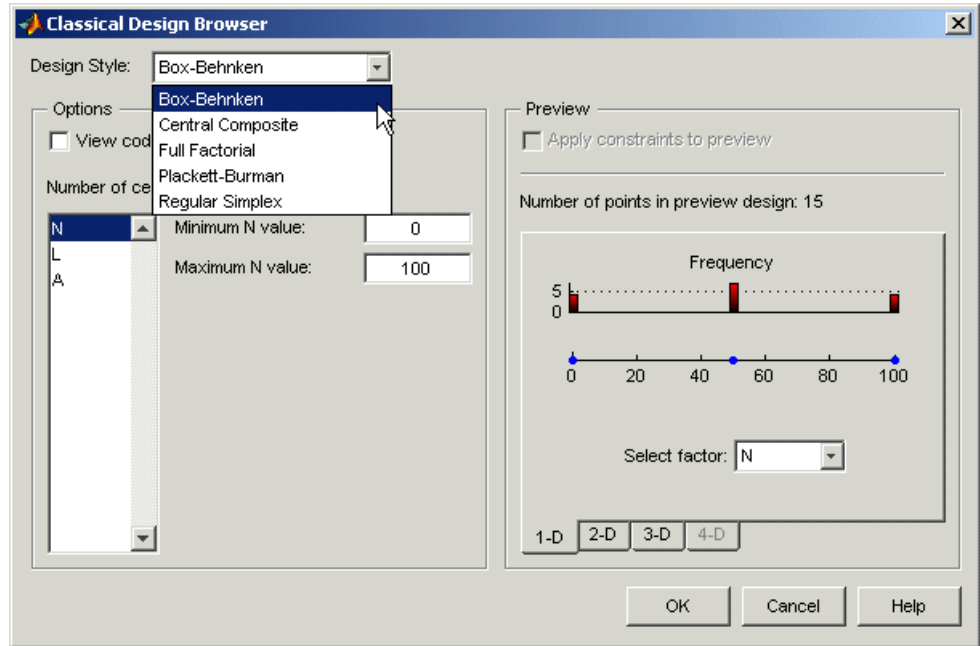 Classical Design Browser
Design Style: Box-Behnken
Box-Behnken
Central Composite
Full Factorial
Plackett-Burman
Regular Simplex
Options
View cod
Number of ce
N
L
A
Minimum N value: 0
Maximum N value: 100
Preview
Apply constraints to preview
Number of points in preview design: 15
Frequency
5
0
0 20 40 60 80 100
Select factor: N
1-D 2-D 3-D 4-D
OK Cancel Help